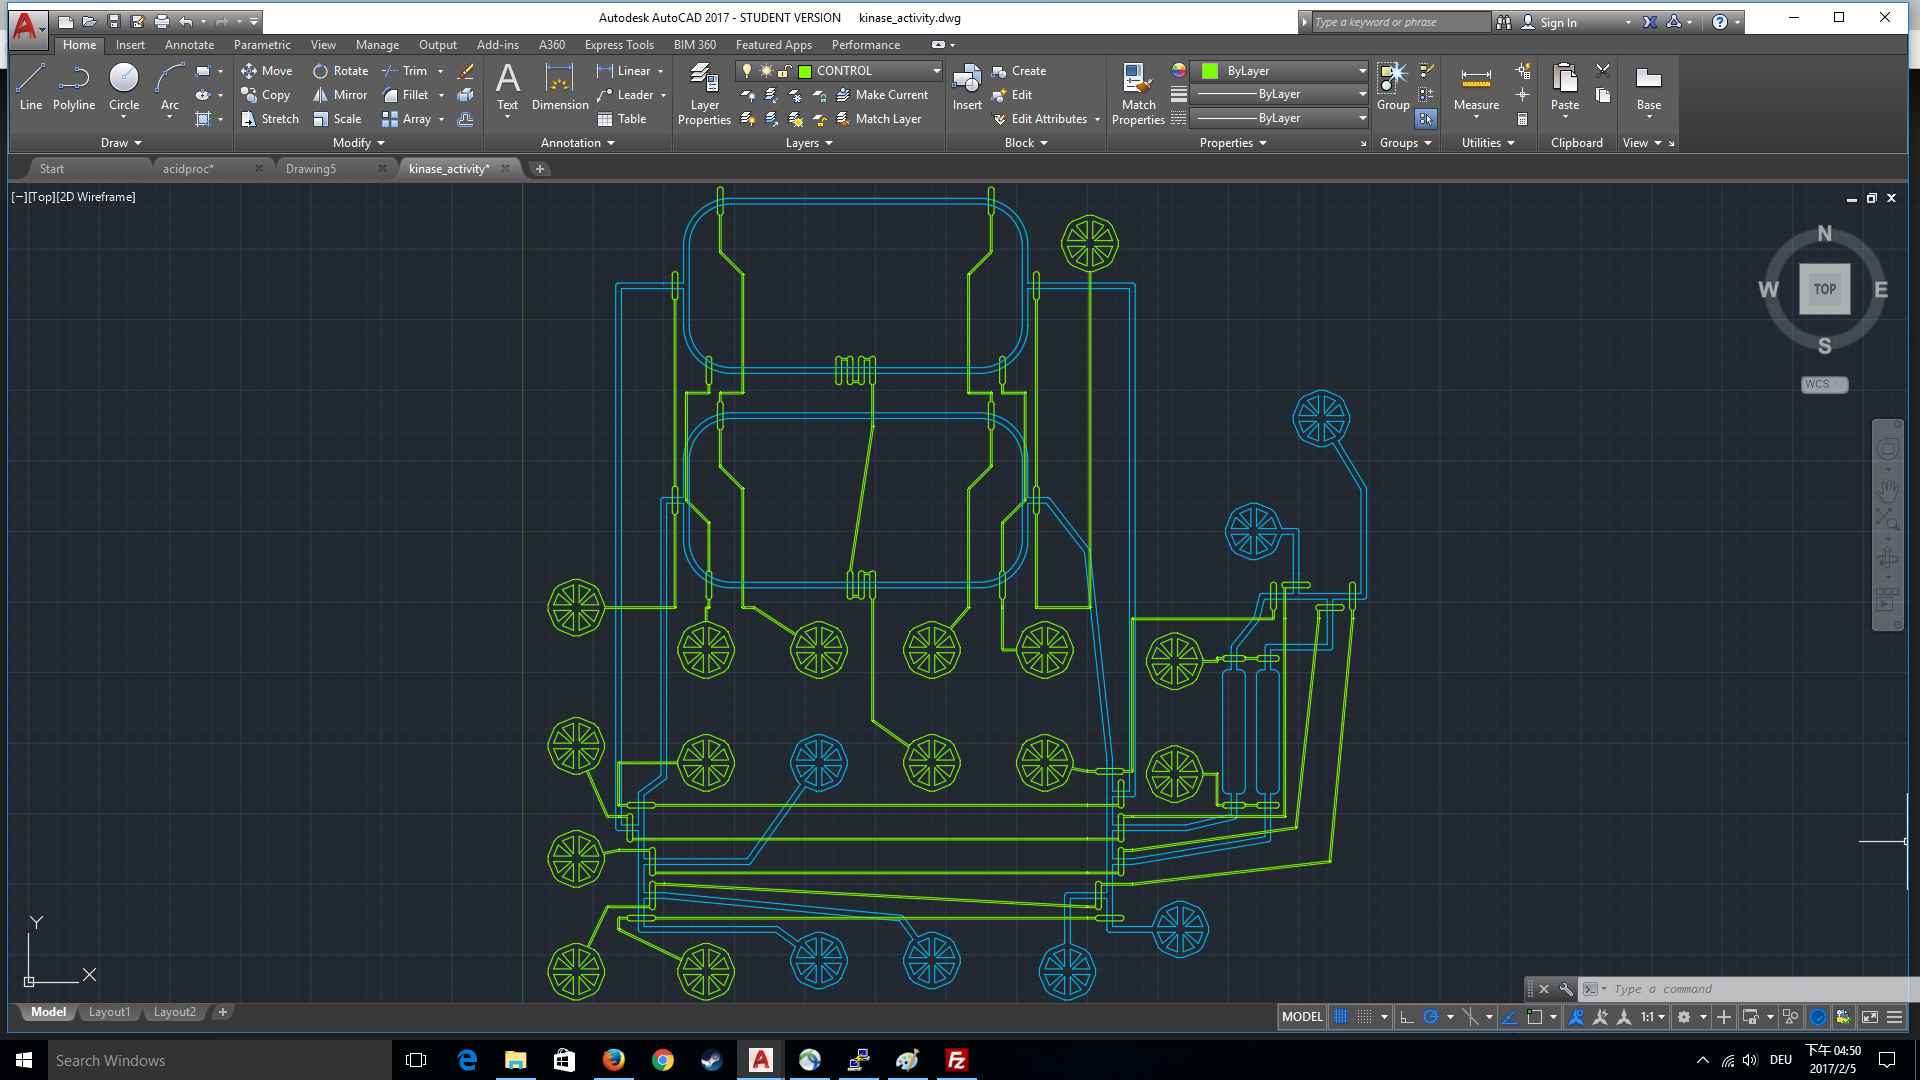 Autodesk AutoCAD 2017 - STUDENT VERSION kinase_activity.dwg
Type a keyword or phrase
Sign In
Home Insert Annotate Parametric View Manage Output Add-ins A360 Express Tools BIM 360 Featured Apps Performance
Line Polyline Circle Arc
Move Rotate Trim
Copy Mirror Fillet
Stretch Scale Array
Text Dimension
Linear
Leader
Table
Layer Properties
CONTROL
Make Current
Match Layer
Insert
Create
Edit
Edit Attributes
Match Properties
ByLayer
ByLayer
ByLayer
Group
Measure
Paste
Base
Draw Modify Annotation Layers Block Properties Groups Utilities Clipboard View
Start acidproc* Drawing5 kinase_activity*
[−][Top][2D Wireframe]
N
W TOP E
S
WCS
Y
X
Type a command
Model Layout1 Layout2
MODEL 1:1
Search Windows
DEU
下午 04:50
2017/2/5